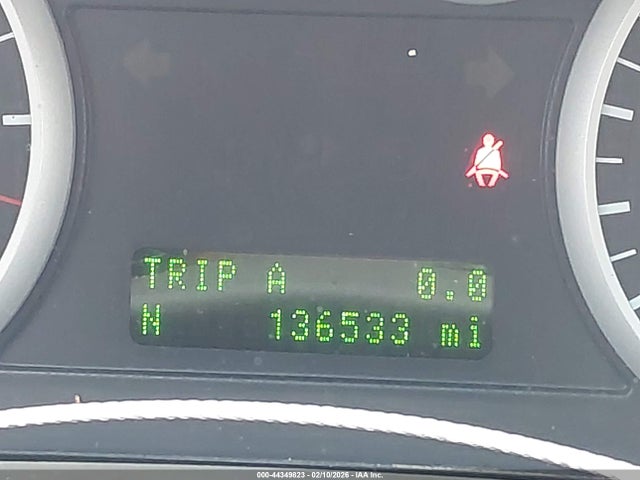 TRIP A 0.0
N 136533 mi
000-44349823 - 02/10/2026 - IAA Inc.